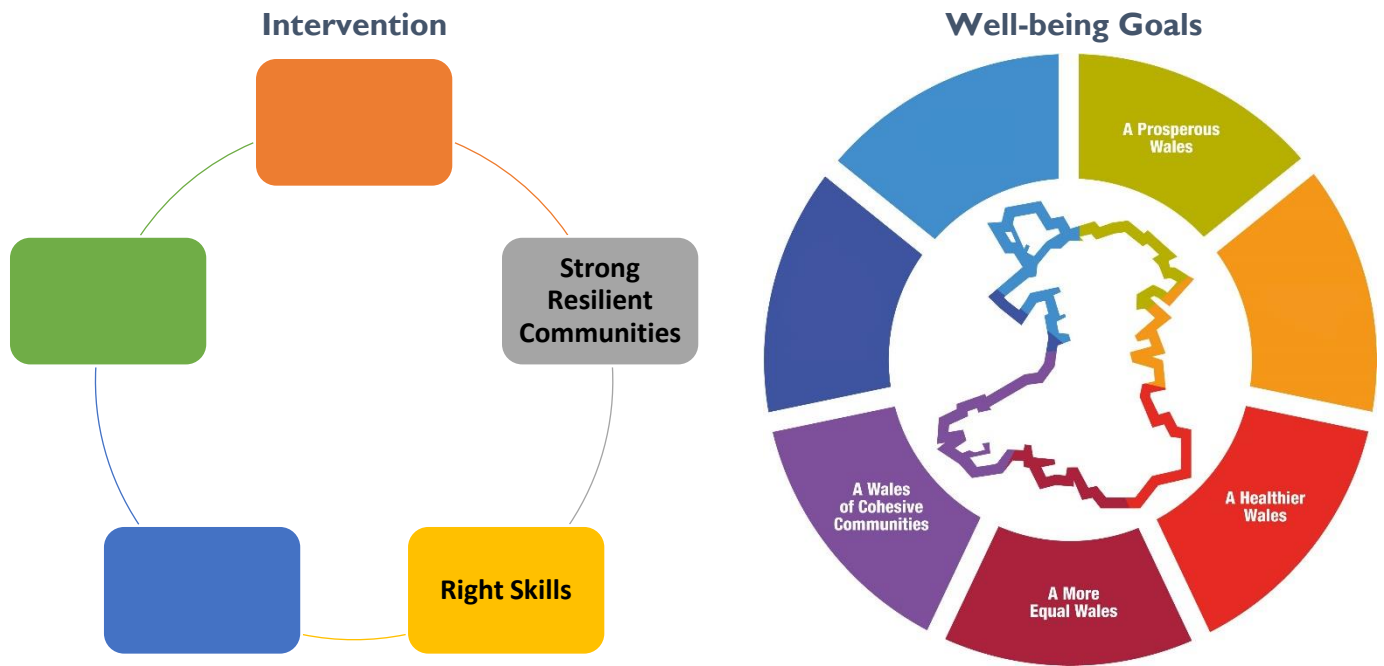 Intervention
Strong
Resilient
Communities
Right Skills
Well-being Goals
A Prosperous
Wales
A Healthier
Wales
A More
Equal Wales
A Wales
of Cohesive
Communities